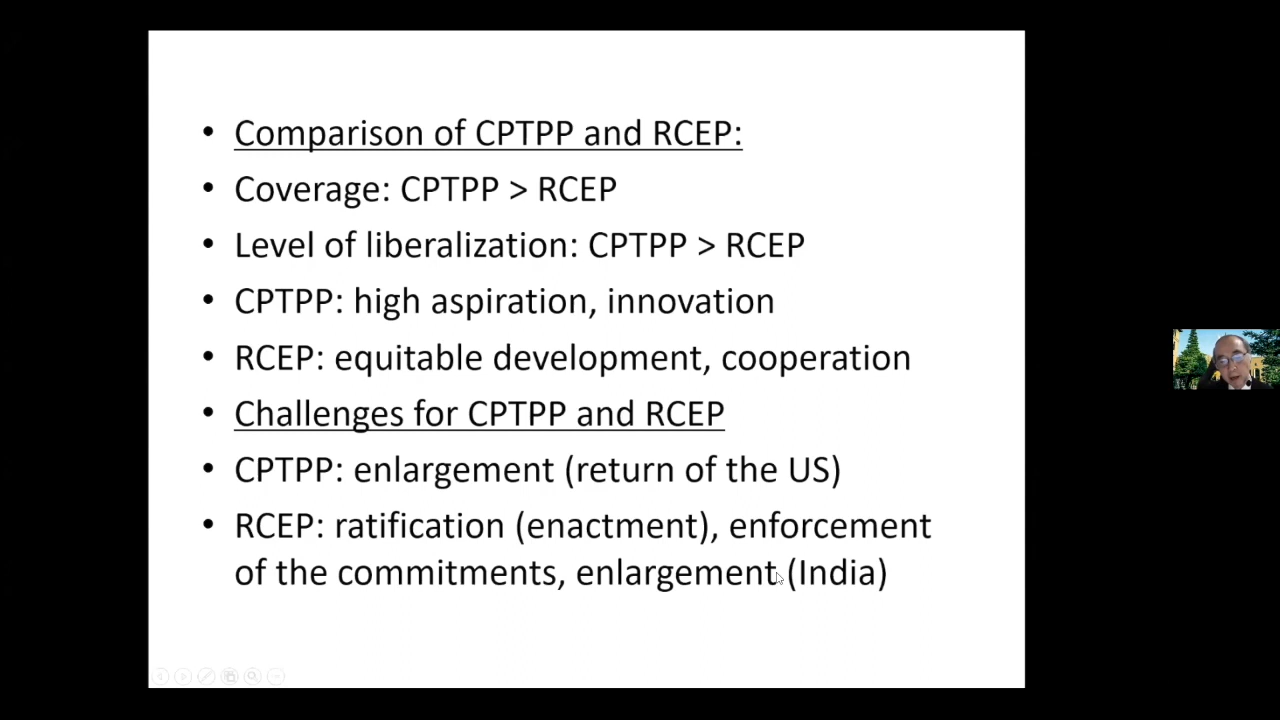 • Comparison of CPTPP and RCEP:
• Coverage: CPTPP > RCEP
• Level of liberalization: CPTPP > RCEP
• CPTPP: high aspiration, innovation
• RCEP: equitable development, cooperation
• Challenges for CPTPP and RCEP
• CPTPP: enlargement (return of the US)
• RCEP: ratification (enactment), enforcement
of the commitments, enlargement (India)